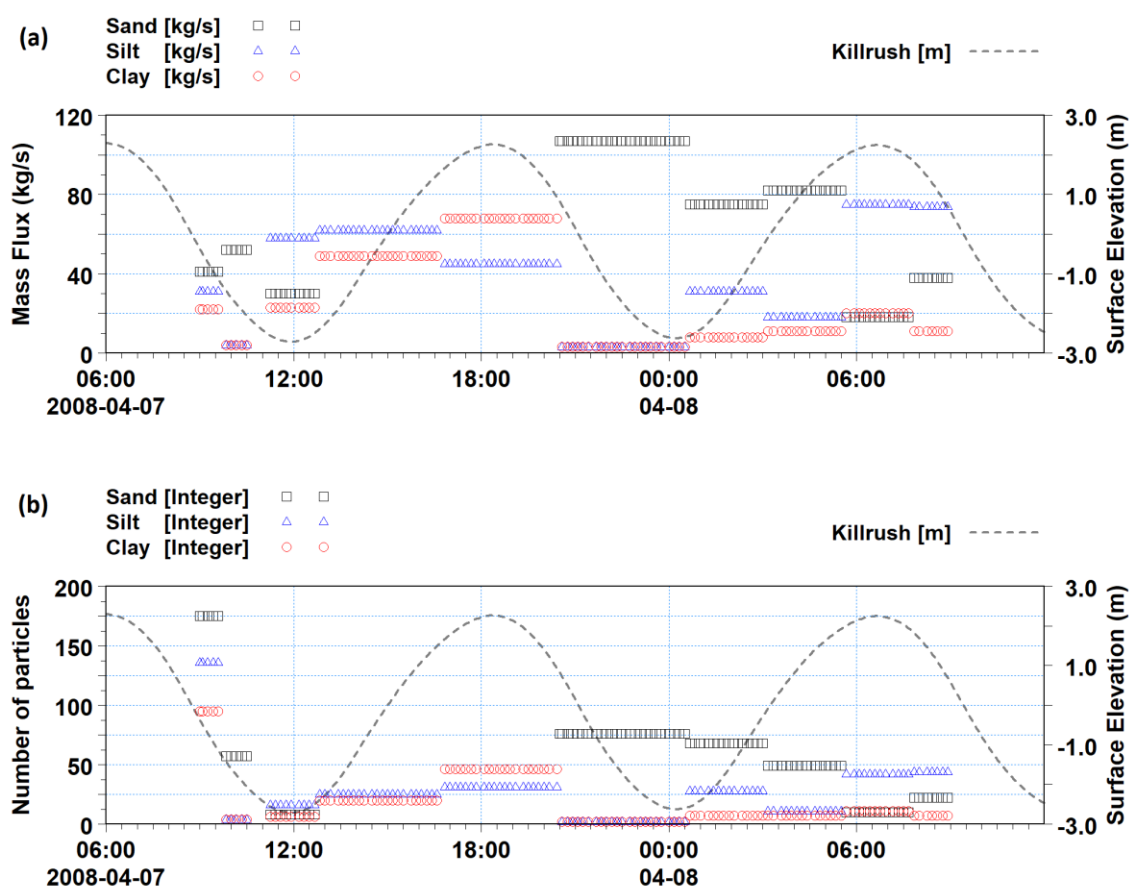 (a)
Sand [kg/s]
Silt [kg/s]
Clay [kg/s]
Killrush [m]
Mass Flux (kg/s)
120
80
40
0
Surface Elevation (m)
3.0
1.0
-1.0
-3.0
06:00 12:00 18:00 00:00 06:00
2008-04-07 04-08
(b)
Sand [Integer]
Silt [Integer]
Clay [Integer]
Killrush [m]
Number of particles
200
150
100
50
0
Surface Elevation (m)
3.0
1.0
-1.0
-3.0
06:00 12:00 18:00 00:00 06:00
2008-04-07 04-08